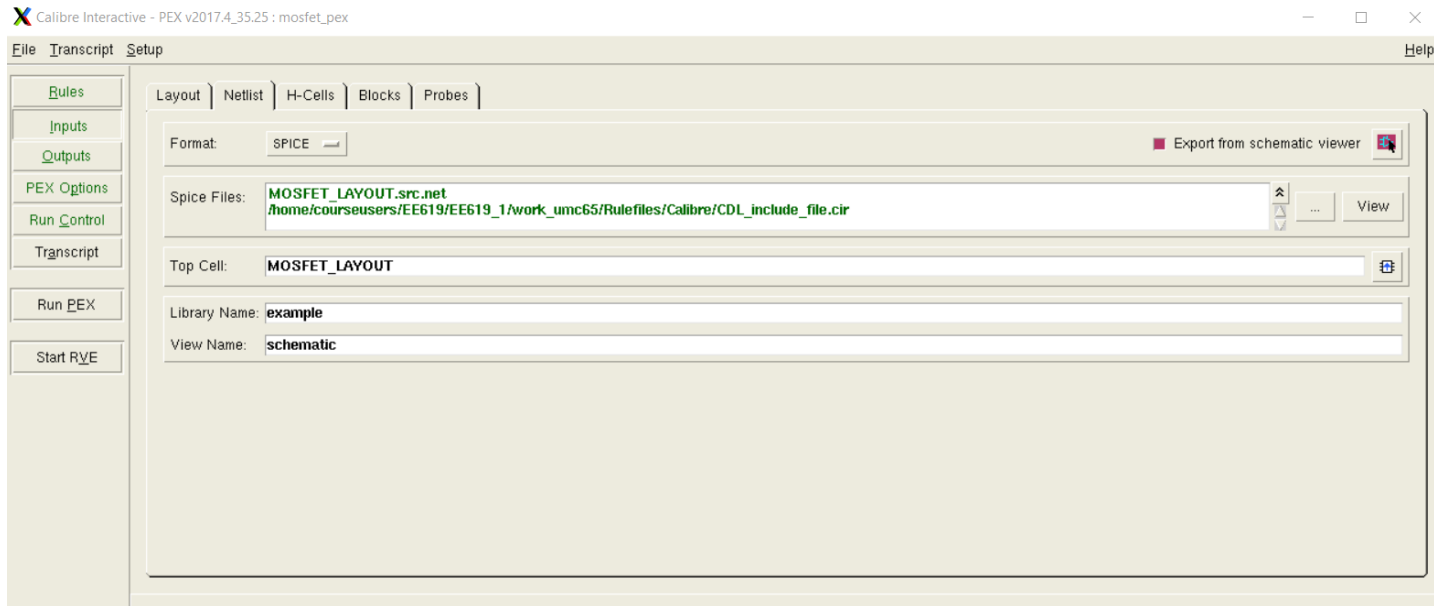 Calibre Interactive - PEX v2017.4_35.25 : mosfet_pex
File Transcript Setup Help
Rules
Inputs
Outputs
PEX Options
Run Control
Transcript
Run PEX
Start RVE
Layout Netlist H-Cells Blocks Probes
Format: SPICE Export from schematic viewer
Spice Files: MOSFET_LAYOUT.src.net
/home/courseusers/EE619/EE619_1/work_umc65/Rulefiles/Calibre/CDL_include_file.cir
... View
Top Cell: MOSFET_LAYOUT
Library Name: example
View Name: schematic